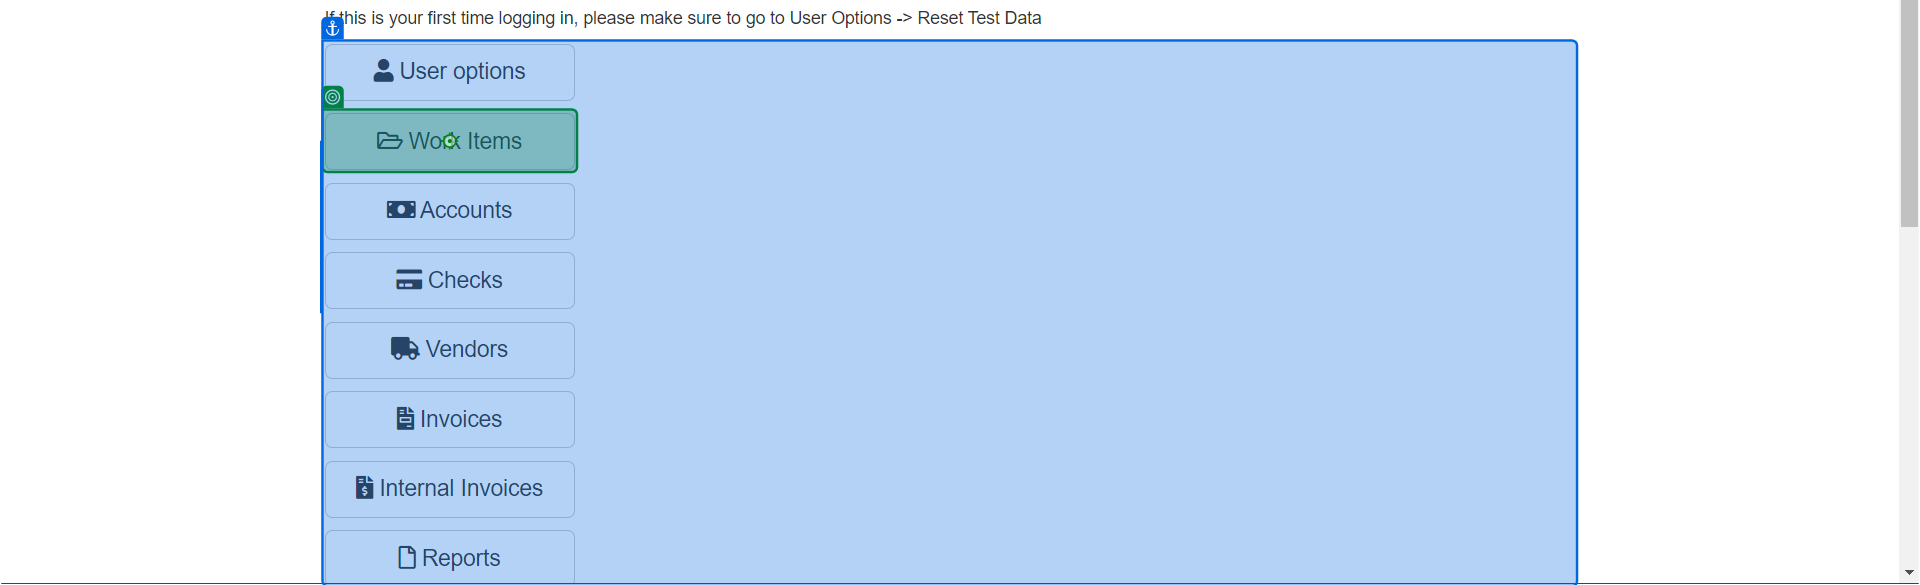 If this is your first time logging in, please make sure to go to User Options -> Reset Test Data
User options
Work Items
Accounts
Checks
Vendors
Invoices
Internal Invoices
Reports